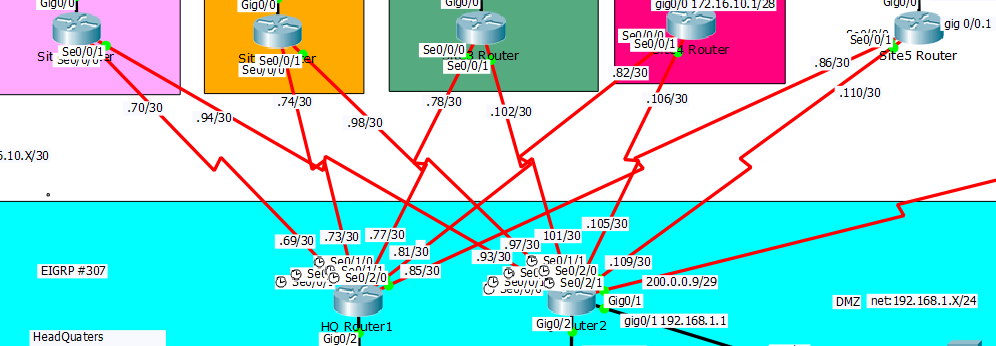 Gig0/0
Gig0/0
Gig0/0
gig0/0 172.16.10.1/28
Gig0/0
gig 0/0.1
Se0/0/1
Se0/0/1
Se0/0/0
Se0/0/0
Se0/0/1
Router
Se0/0/0
Se0/0/1
Router
Se0/0/1
Site5 Router
.70/30
.94/30
.74/30
.98/30
.78/30
.102/30
.82/30
.106/30
.86/30
.110/30
.10.X/30
.69/30
.73/30
.77/30
.81/30
.85/30
.93/30
.97/30
101/30
.105/30
.109/30
EIGRP #307
Se0/1/0
Se0/1/1
Se0/2/0
Se0/1/1
Se0/2/0
Se0/2/1
200.0.0.9/29
Gig0/1
DMZ net:192.168.1.X/24
gig0/1 192.168.1.1
HQ Router1
Gig0/2
Gig0/2
uter2
HeadQuaters